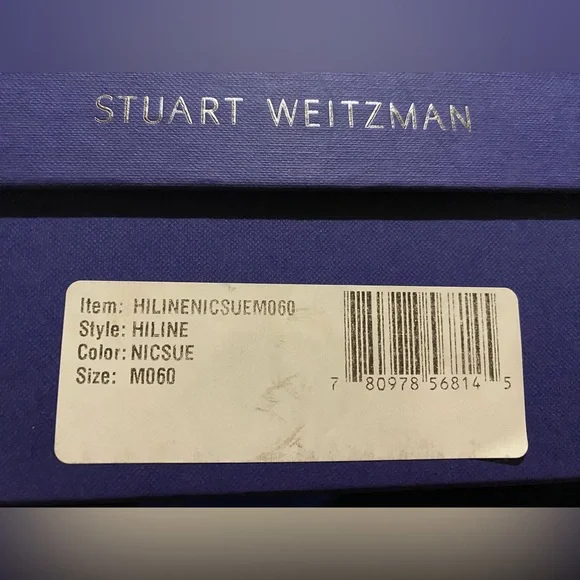 STUART WEITZMAN
Item: HILINENICSUEM060
Style: HILINE
Color: NICSUE
Size: M060
7 80978 56814 5